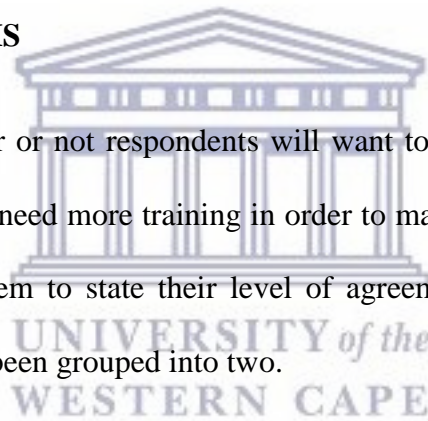 r or not respondents will want to
need more training in order to ma
em to state their level of agreem
UNIVERSITY of the
been grouped into two.
WESTERN CAPE